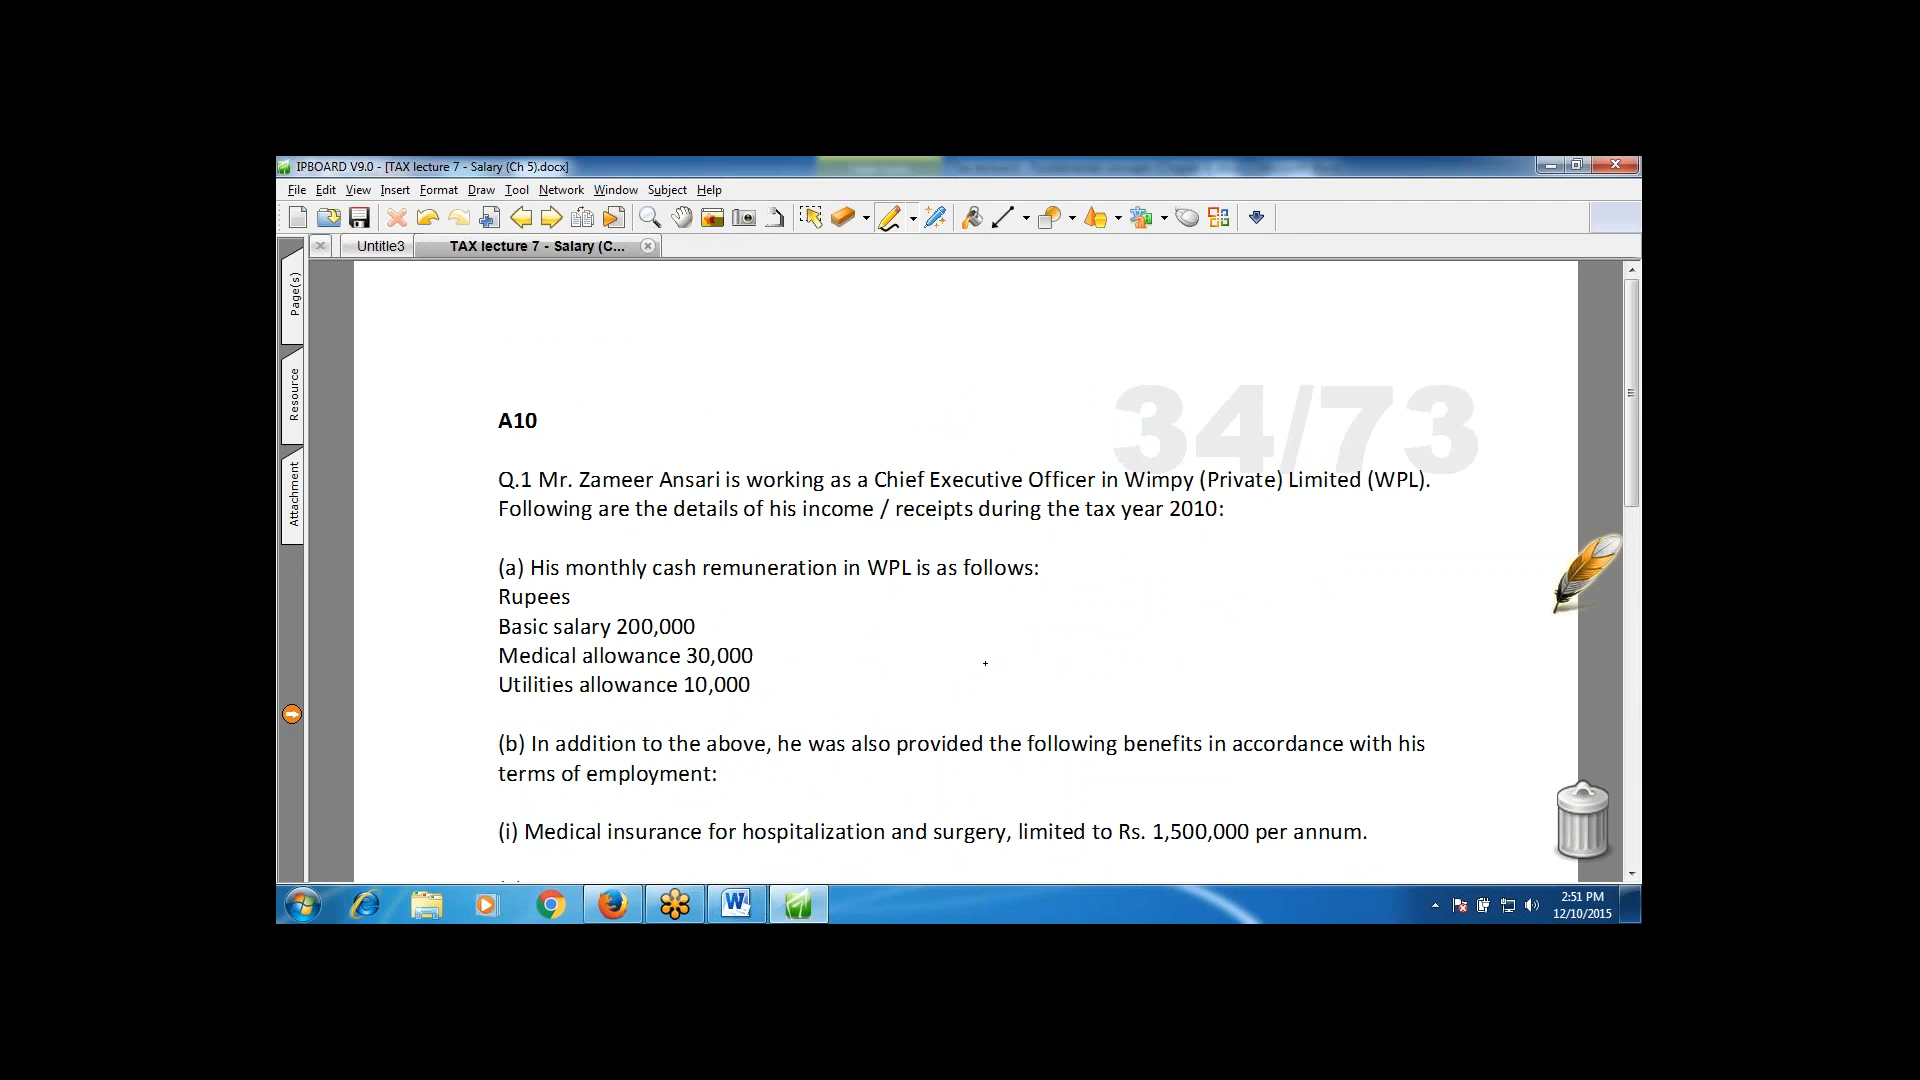 IPBOARD V9.0 - [TAX lecture 7 - Salary (Ch 5).docx]
File Edit View Insert Format Draw Tool Network Window Subject Help
Untitle3 TAX lecture 7 - Salary (C...
Page(s)
Resource
Attachment
34/73
A10
Q.1 Mr. Zameer Ansari is working as a Chief Executive Officer in Wimpy (Private) Limited (WPL).
Following are the details of his income / receipts during the tax year 2010:
(a) His monthly cash remuneration in WPL is as follows:
Rupees
Basic salary 200,000
Medical allowance 30,000
Utilities allowance 10,000
(b) In addition to the above, he was also provided the following benefits in accordance with his
terms of employment:
(i) Medical insurance for hospitalization and surgery, limited to Rs. 1,500,000 per annum.
2:51 PM
12/10/2015